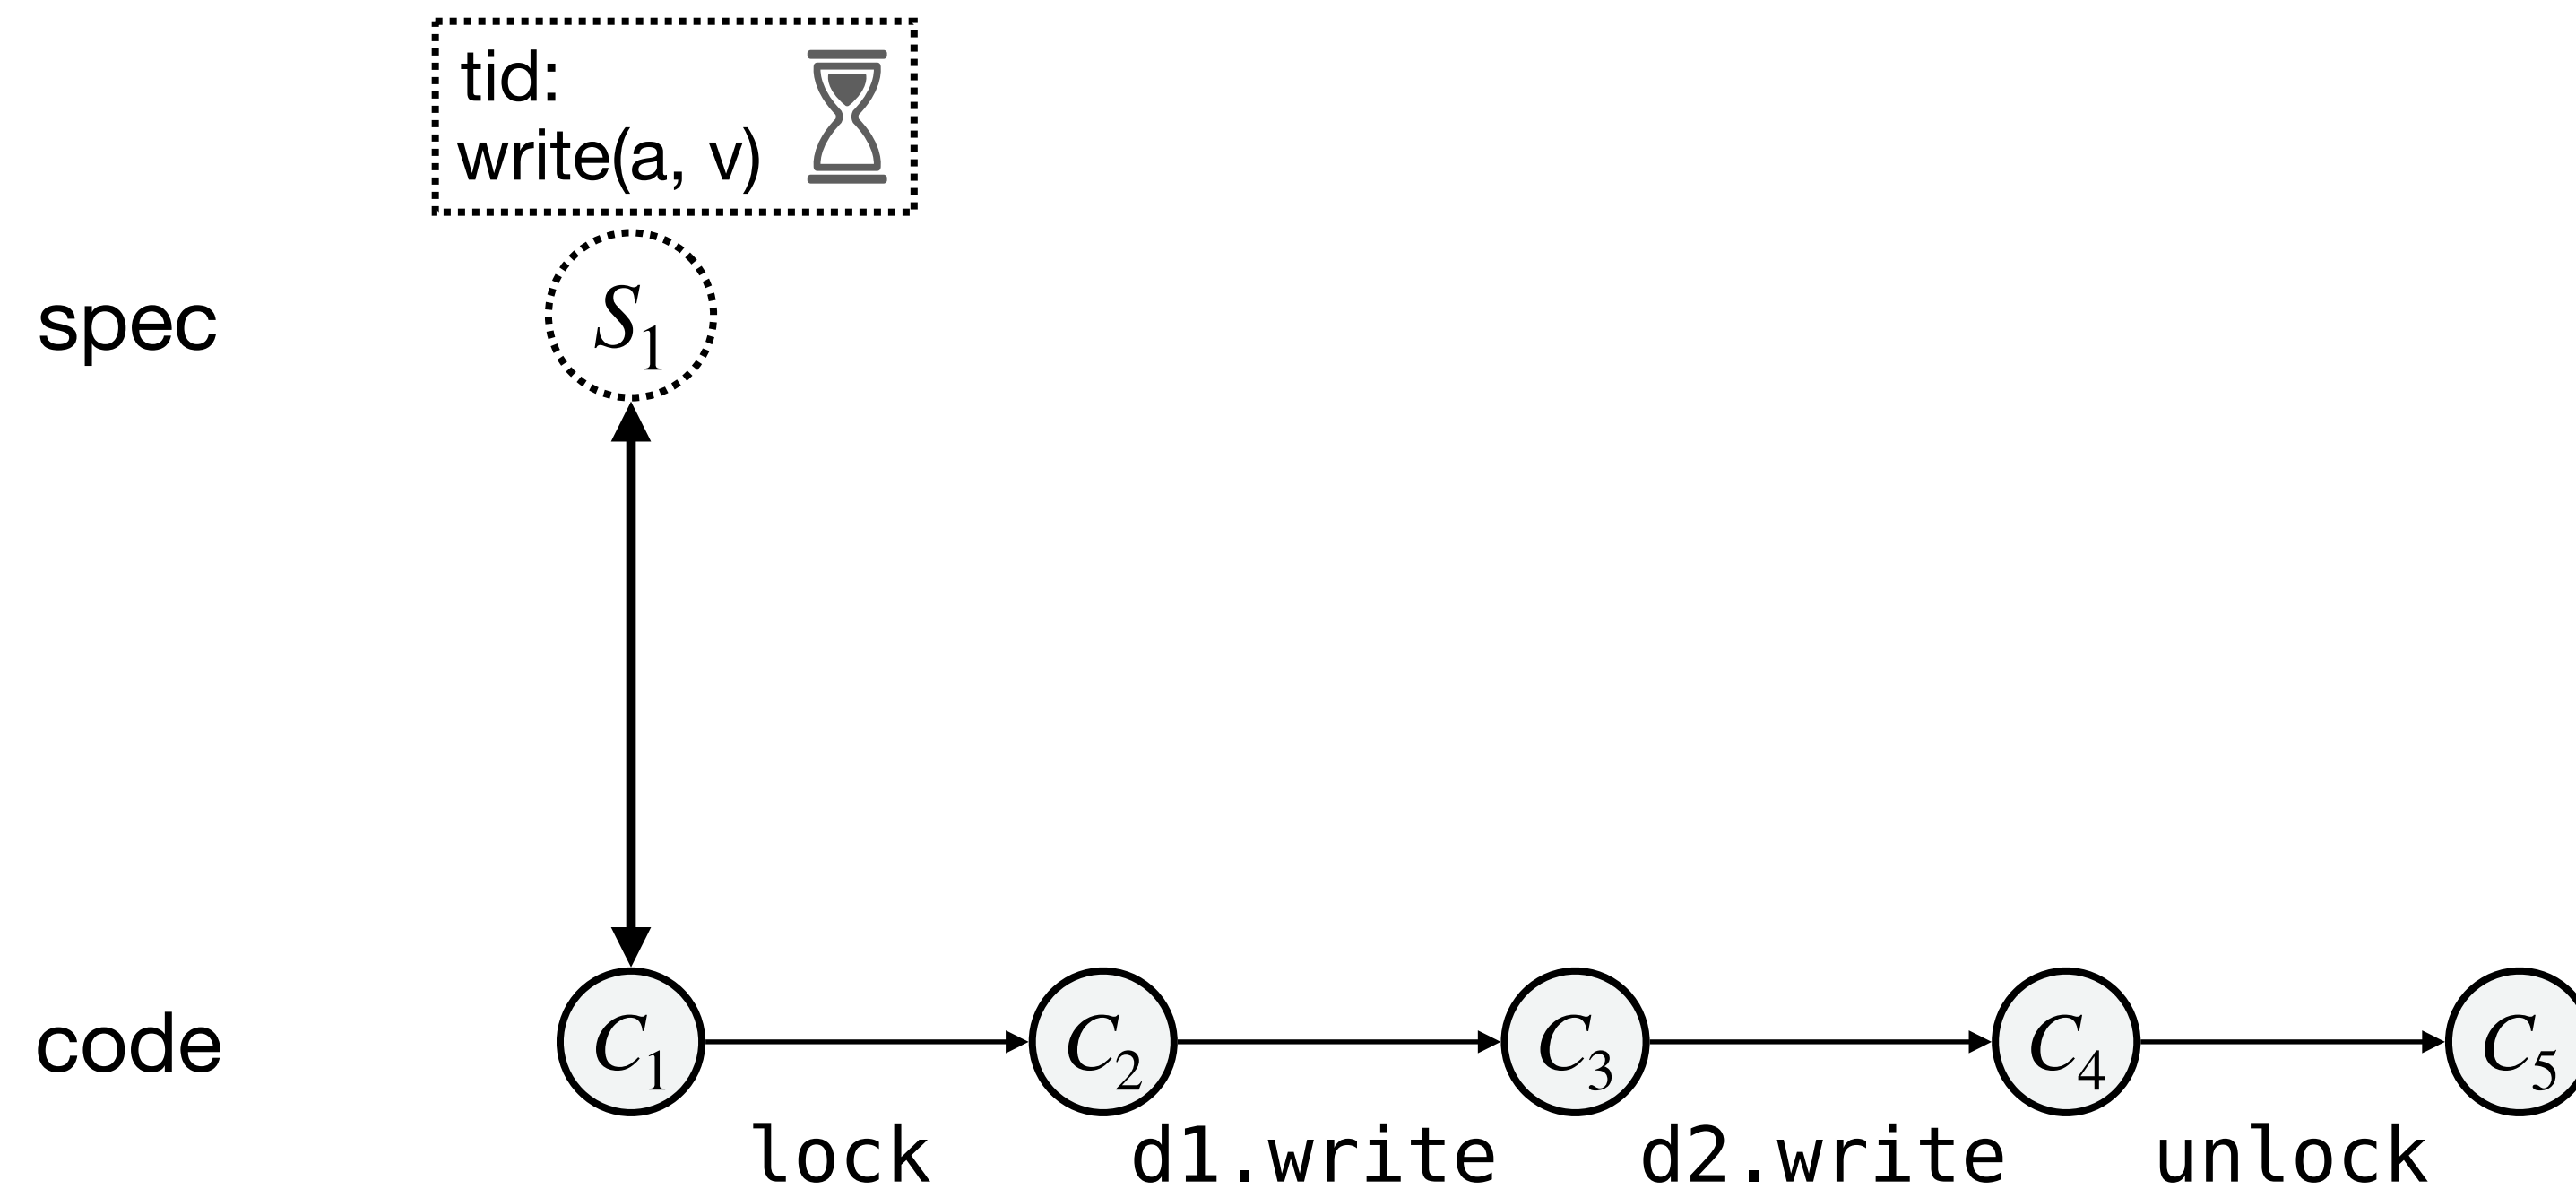 tid:
write(a, v)
spec
S1
code
C1
C2
C3
C4
C5
lock
d1.write
d2.write
unlock